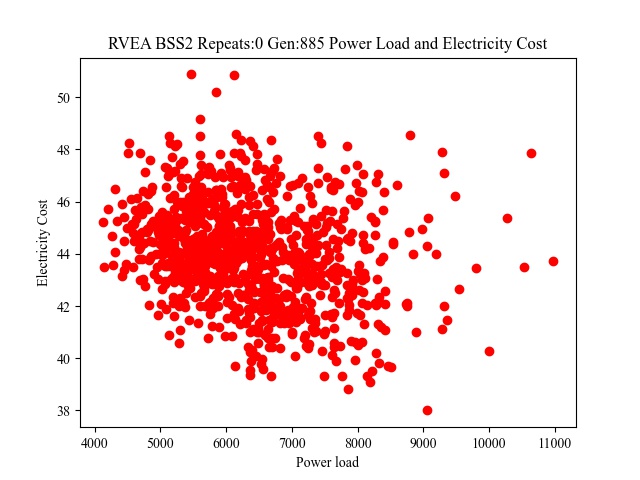 RVEA BSS2 Repeats:0 Gen:885 Power Load and Electricity Cost
50
48
46
44
42
40
38
Electricity Cost
4000 5000 6000 7000 8000 9000 10000 11000
Power load